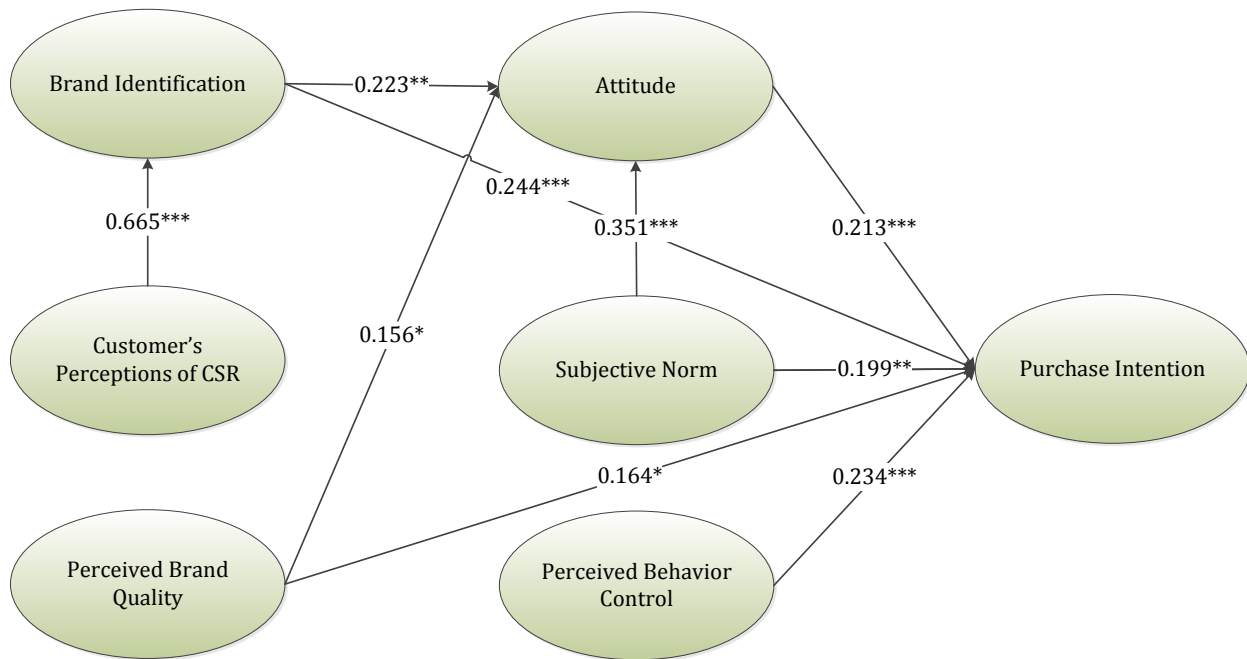 Brand Identification
0.223**
Attitude
0.244***
0.665***
0.351***
0.213***
0.156*
Customer’s
Perceptions of CSR
Subjective Norm
0.199**
Purchase Intention
0.164*
0.234***
Perceived Brand
Quality
Perceived Behavior
Control